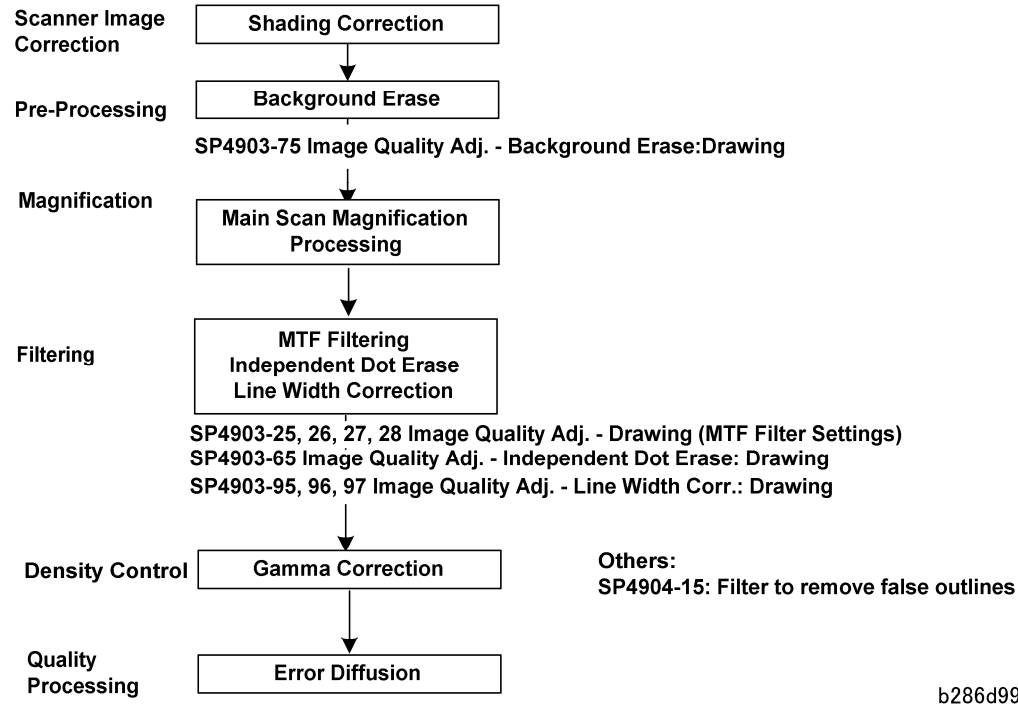 Scanner Image
Correction
Shading Correction
Pre-Processing
Background Erase
SP4903-75 Image Quality Adj. - Background Erase:Drawing
Magnification
Main Scan Magnification
Processing
Filtering
MTF Filtering
Independent Dot Erase
Line Width Correction
SP4903-25, 26, 27, 28 Image Quality Adj. - Drawing (MTF Filter Settings)
SP4903-65 Image Quality Adj. - Independent Dot Erase: Drawing
SP4903-95, 96, 97 Image Quality Adj. - Line Width Corr.: Drawing
Density Control
Gamma Correction
Others:
SP4904-15: Filter to remove false outlines
Quality
Processing
Error Diffusion
b286d99